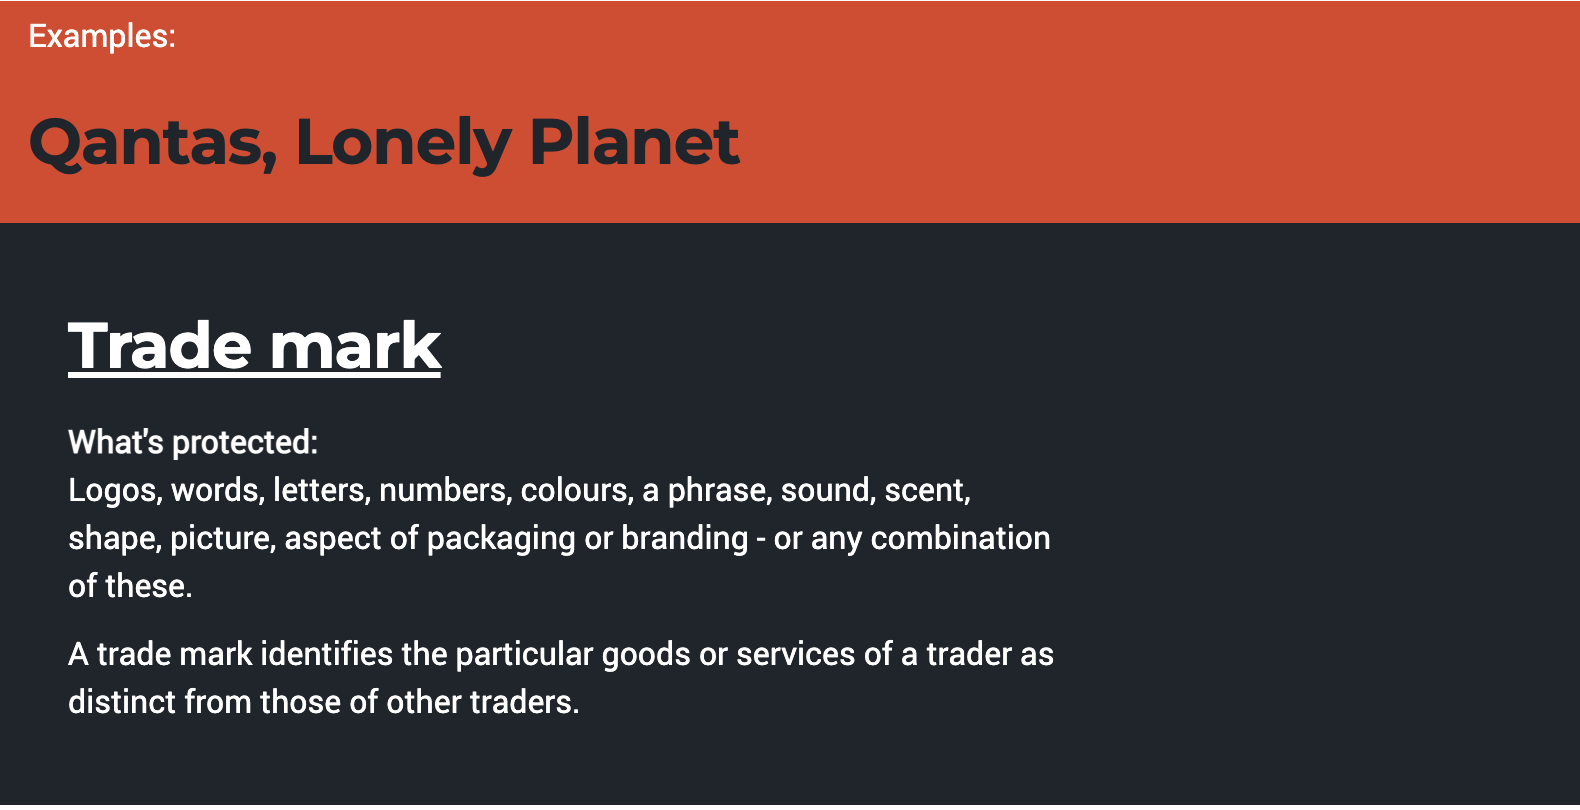 Examples:
Qantas, Lonely Planet
Trade mark
What's protected:
Logos, words, letters, numbers, colours, a phrase, sound, scent,
shape, picture, aspect of packaging or branding - or any combination
of these.
A trade mark identifies the particular goods or services of a trader as
distinct from those of other traders.